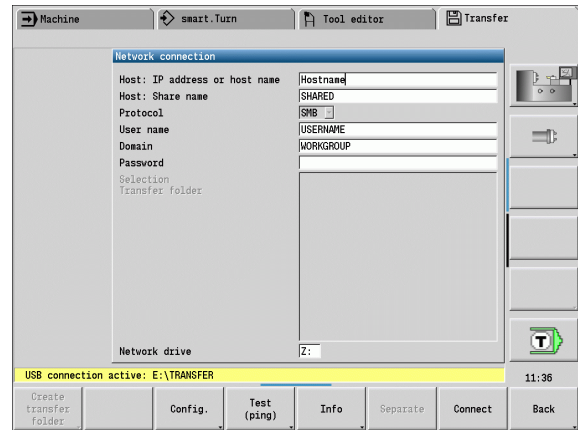 Machine
smart.Turn
Tool editor
Transfer
Network connection
Host: IP address or host name
Hostname
Host: Share name
SHARED
Protocol
SMB
User name
USERNAME
Domain
WORKGROUP
Password
Selection
Transfer folder
Network drive
Z:
T
USB connection active: E:\TRANSFER
11:36
Create
transfer
folder
Config.
Test
(ping)
Info
Separate
Connect
Back